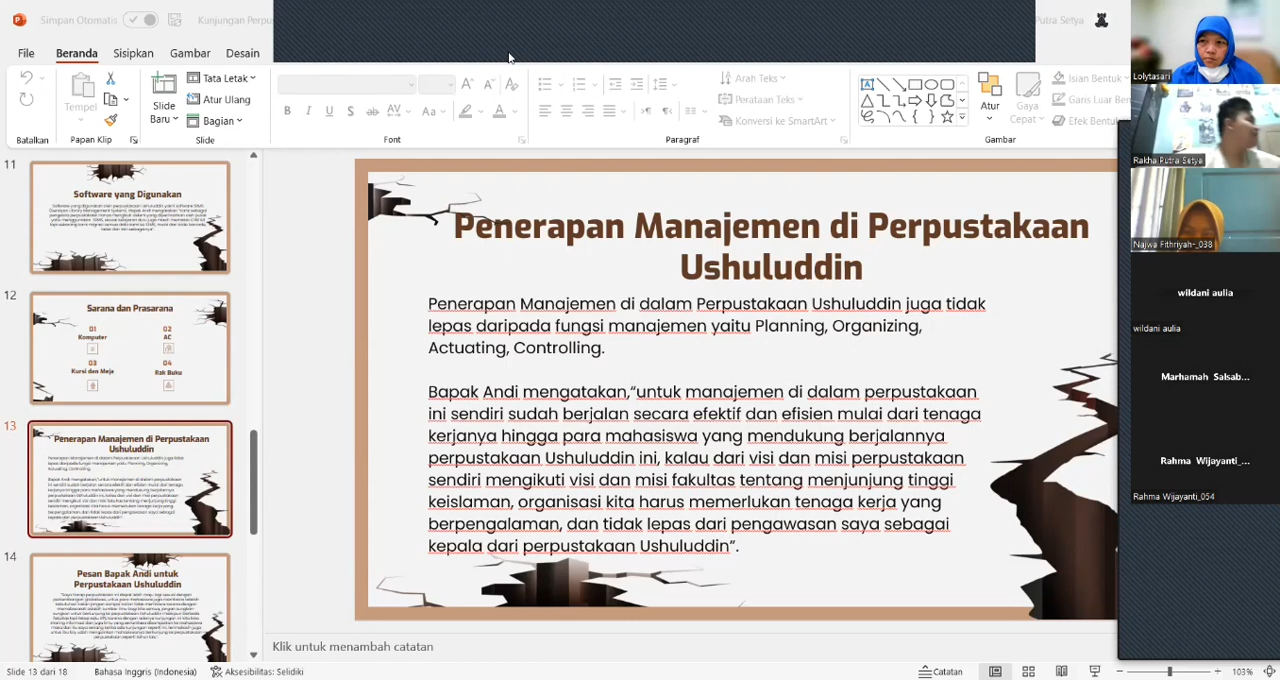 Simpan Otomatis
Kunjungan Perpus
Putra Setya
File Beranda Sisipkan Gambar Desain
Tempel
Slide Baru
Tata Letak
Atur Ulang
Bagian
Arah Teks
Perataan Teks
Konversi ke SmartArt
Atur
Gaya Cepat
Isian Bentuk
Garis Luar Ben
Efek Bentu
Batalkan Papan Klip Slide Font Paragraf Gambar
11
Software yang Digunakan
12
Sarana dan Prasarana
01 02
Komputer AC
03 04
Kursi dan Meja Rak Buku
13
Penerapan Manajemen di Perpustakaan
Ushuluddin
14
Pesan Bapak Andi untuk
Perpustakaan Ushuluddin
Penerapan Manajemen di Perpustakaan
Ushuluddin
Penerapan Manajemen di dalam Perpustakaan Ushuluddin juga tidak
lepas daripada fungsi manajemen yaitu Planning, Organizing,
Actuating, Controlling.
Bapak Andi mengatakan,“untuk manajemen di dalam perpustakaan
ini sendiri sudah berjalan secara efektif dan efisien mulai dari tenaga
kerjanya hingga para mahasiswa yang mendukung berjalannya
perpustakaan Ushuludin ini, kalau dari visi dan misi perpustakaan
sendiri mengikuti visi dan misi fakultas tentang menjunjung tinggi
keislaman, organisasi kita harus memenuhi tenaga kerja yang
berpengalaman, dan tidak lepas dari pengawasan saya sebagai
kepala dari perpustakaan Ushuluddin”.
Klik untuk menambah catatan
Slide 13 dari 18 Bahasa Inggris (Indonesia) Aksesibilitas: Selidiki Catatan 103%
Lolytasari
Rakha Putra Setya
Najwa Fithriyah-_038
wildani aulia
wildani aulia
Marhamah Salsab...
Rahma Wijayanti_...
Rahma Wijayanti_054